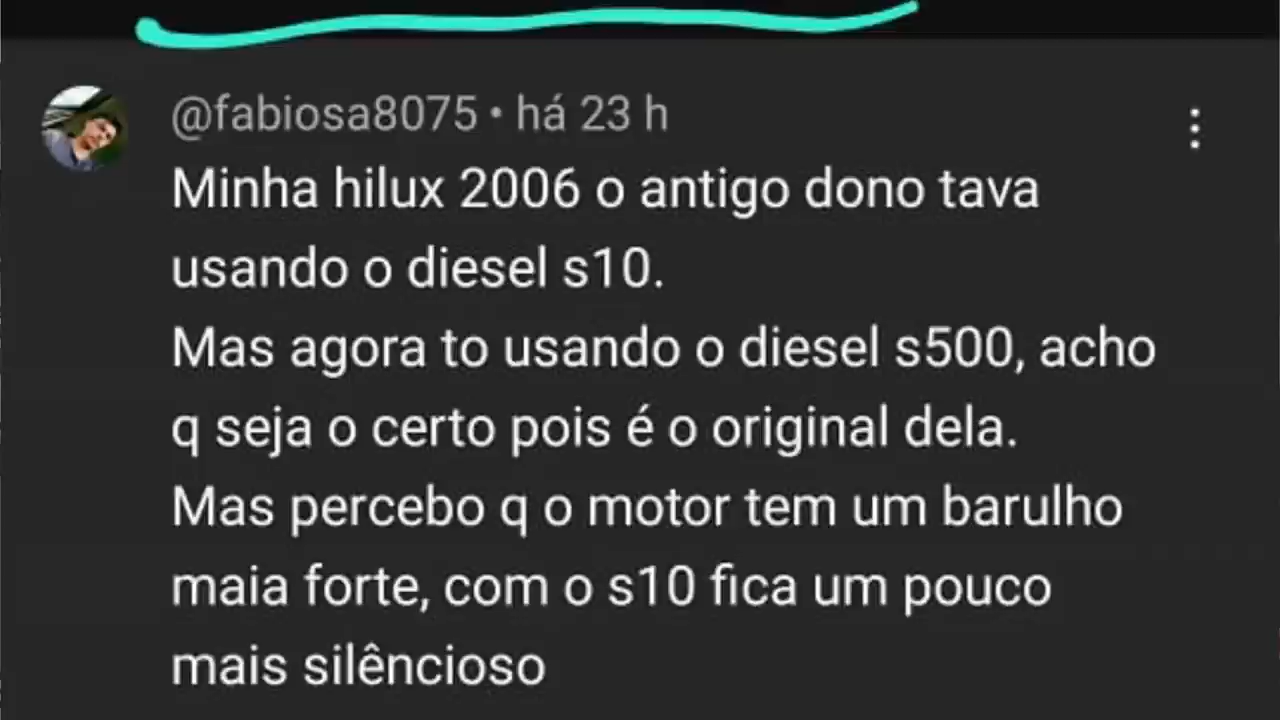 @fabiosa8075 • há 23 h
Minha hilux 2006 o antigo dono tava
usando o diesel s10.
Mas agora to usando o diesel s500, acho
q seja o certo pois é o original dela.
Mas percebo q o motor tem um barulho
maia forte, com o s10 fica um pouco
mais silêncioso